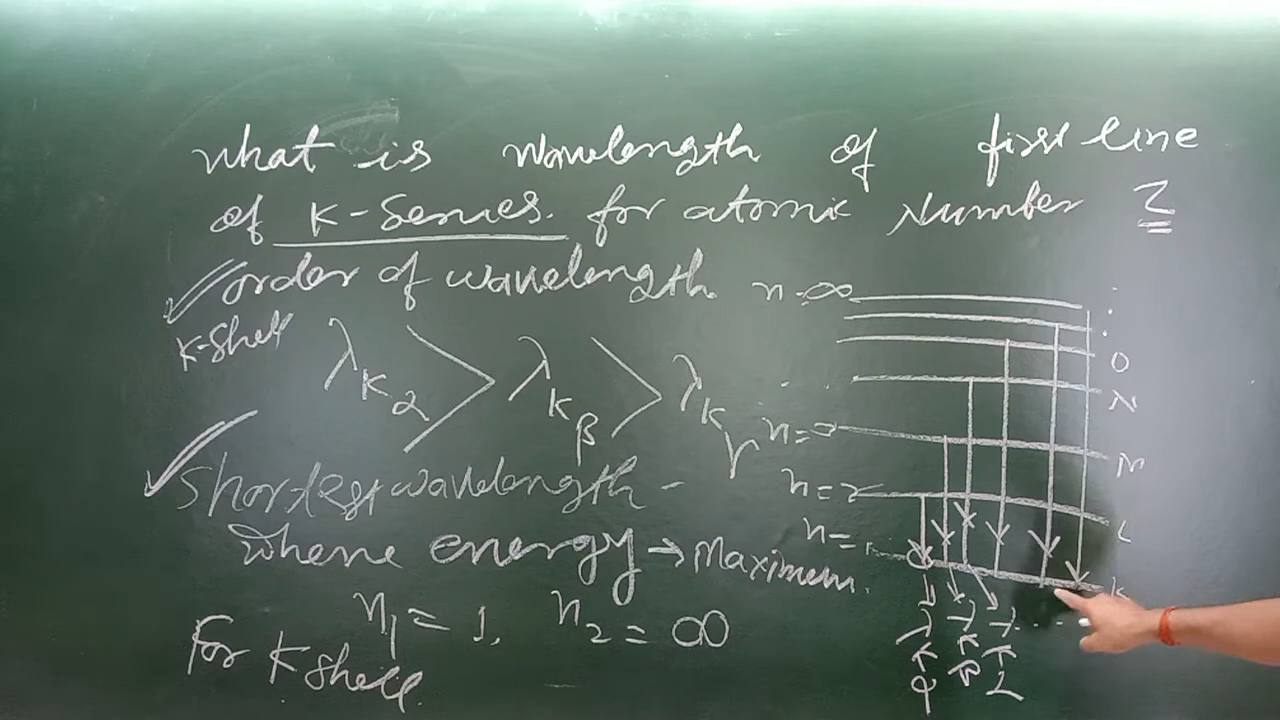 what is wavelength of first line
of K-Series. for atomic Number Z
order of wavelength
K-Shell
λKα > λKβ > λKγ
Shortest wavelength -
where energy → Maximum.
n1 = 1, n2 = ∞
For K shell
n=∞
O
N
n=3
M
n=2
L
n=1
K
λ λ λ
K K K
α β